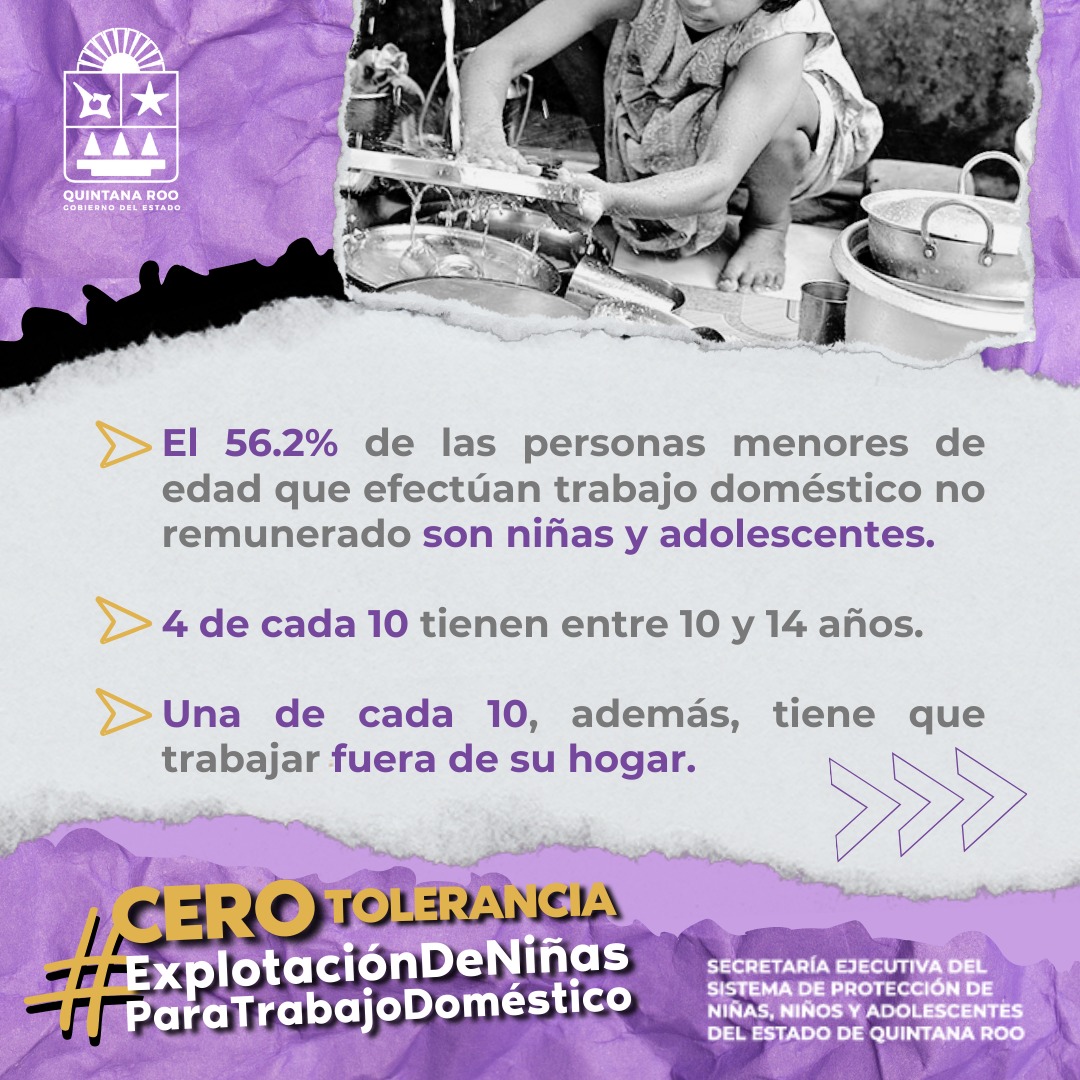 QUINTANA ROO
GOBIERNO DEL ESTADO
El 56.2% de las personas menores de
edad que efectúan trabajo doméstico no
remunerado son niñas y adolescentes.
4 de cada 10 tienen entre 10 y 14 años.
Una de cada 10, además, tiene que
trabajar fuera de su hogar.
#CERO TOLERANCIA
ExplotaciónDeNiñas
ParaTrabajoDoméstico
SECRETARÍA EJECUTIVA DEL
SISTEMA DE PROTECCIÓN DE
NIÑAS, NIÑOS Y ADOLESCENTES
DEL ESTADO DE QUINTANA ROO